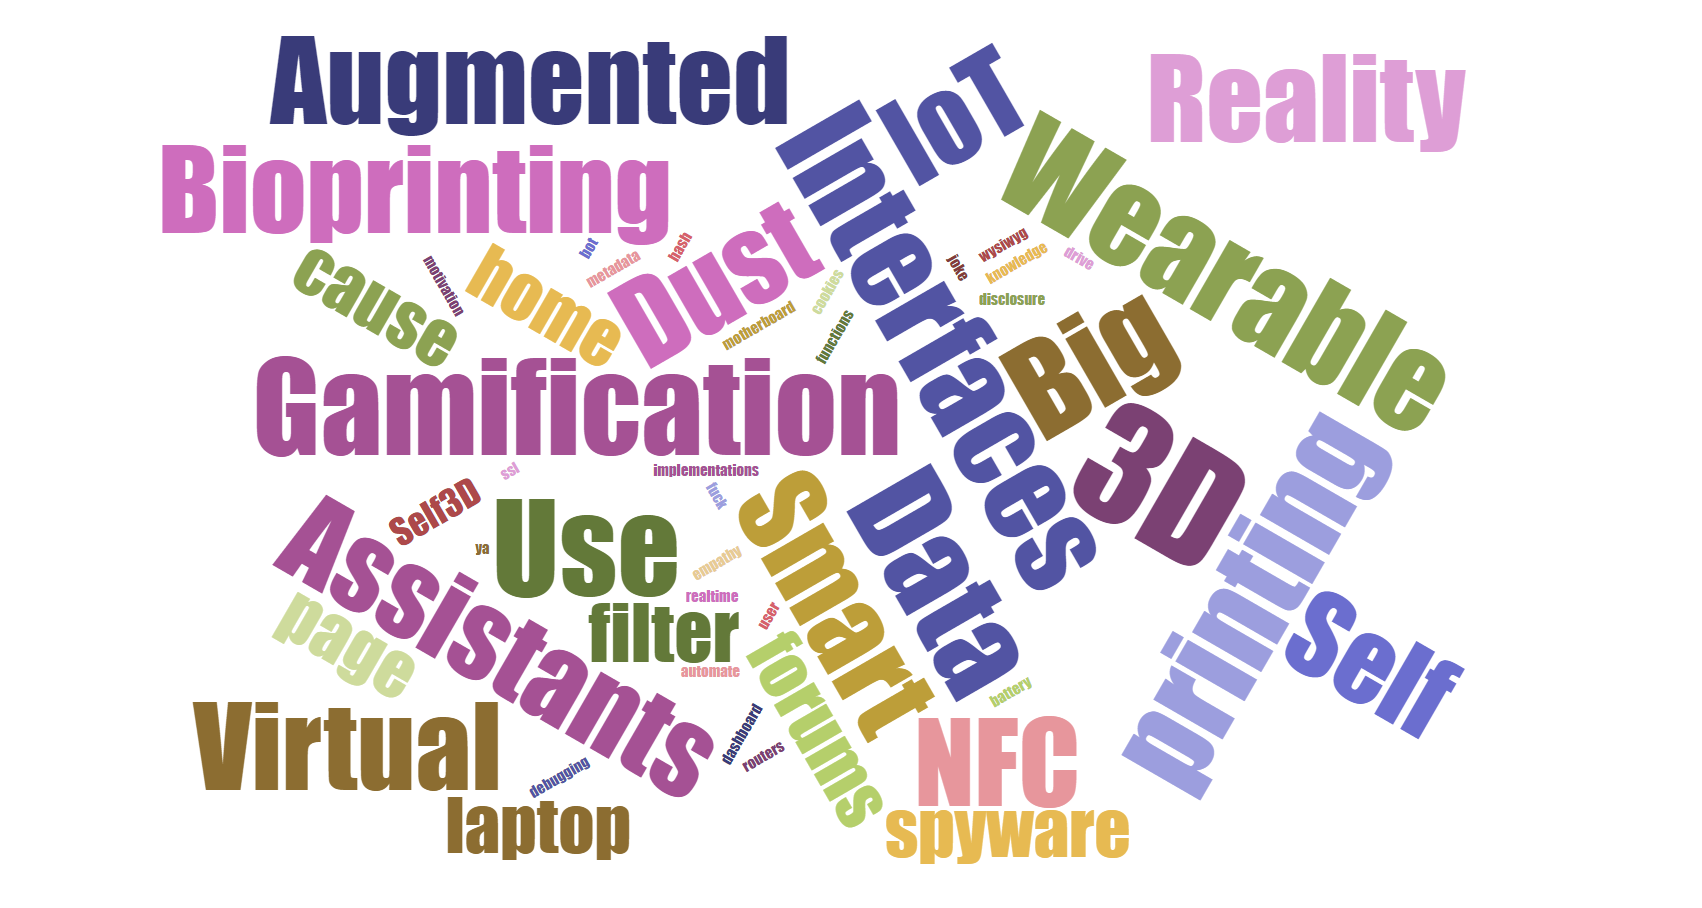 Augmented
Reality
IoT
Interfaces
Wearable
Bioprinting
Dust
bot
hash
metadata
cause
motivation
home
cookies
motherboard
functions
joke
wysiwyg
knowledge
drive
disclosure
Big
Gamification
3D
printing
implementations
ssl
fuck
Self3D
Smart
Data
Assistants
ya
Use
empathy
realtime
user
filter
automate
page
forums
Self
battery
Virtual
dashboard
routers
debugging
NFC
laptop
spyware